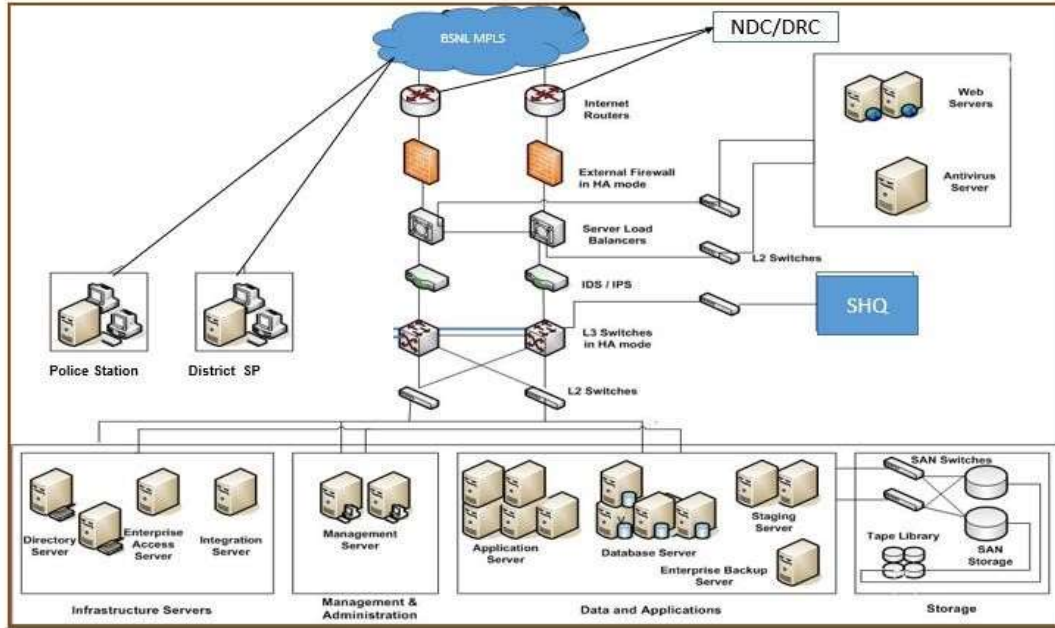 BSNL MPLS
NDC/DRC
Internet
Routers
Web
Servers
External Firewall
in HA mode
Antivirus
Server
Server Load
Balancers
L2 Switches
IDS / IPS
SHQ
L3 Switches
in HA mode
Police Station
District SP
L2 Switches
Directory
Server
Enterprise
Access
Server
Integration
Server
Management
Server
Application
Server
Database Server
Staging
Server
Enterprise Backup
Server
SAN Switches
Tape Library
SAN
Storage
Infrastructure Servers
Management &
Administration
Data and Applications
Storage